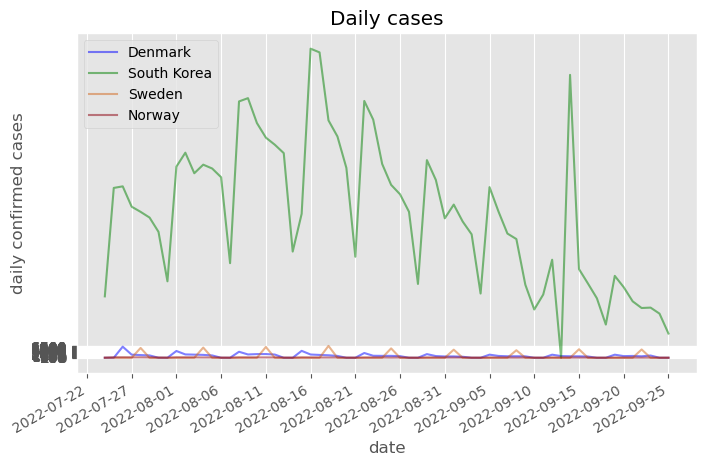 Daily cases
Denmark
South Korea
Sweden
Norway
daily confirmed cases
2022-07-22
2022-07-27
2022-08-01
2022-08-06
2022-08-11
2022-08-16
2022-08-21
2022-08-26
2022-08-31
2022-09-05
2022-09-10
2022-09-15
2022-09-20
2022-09-25
date